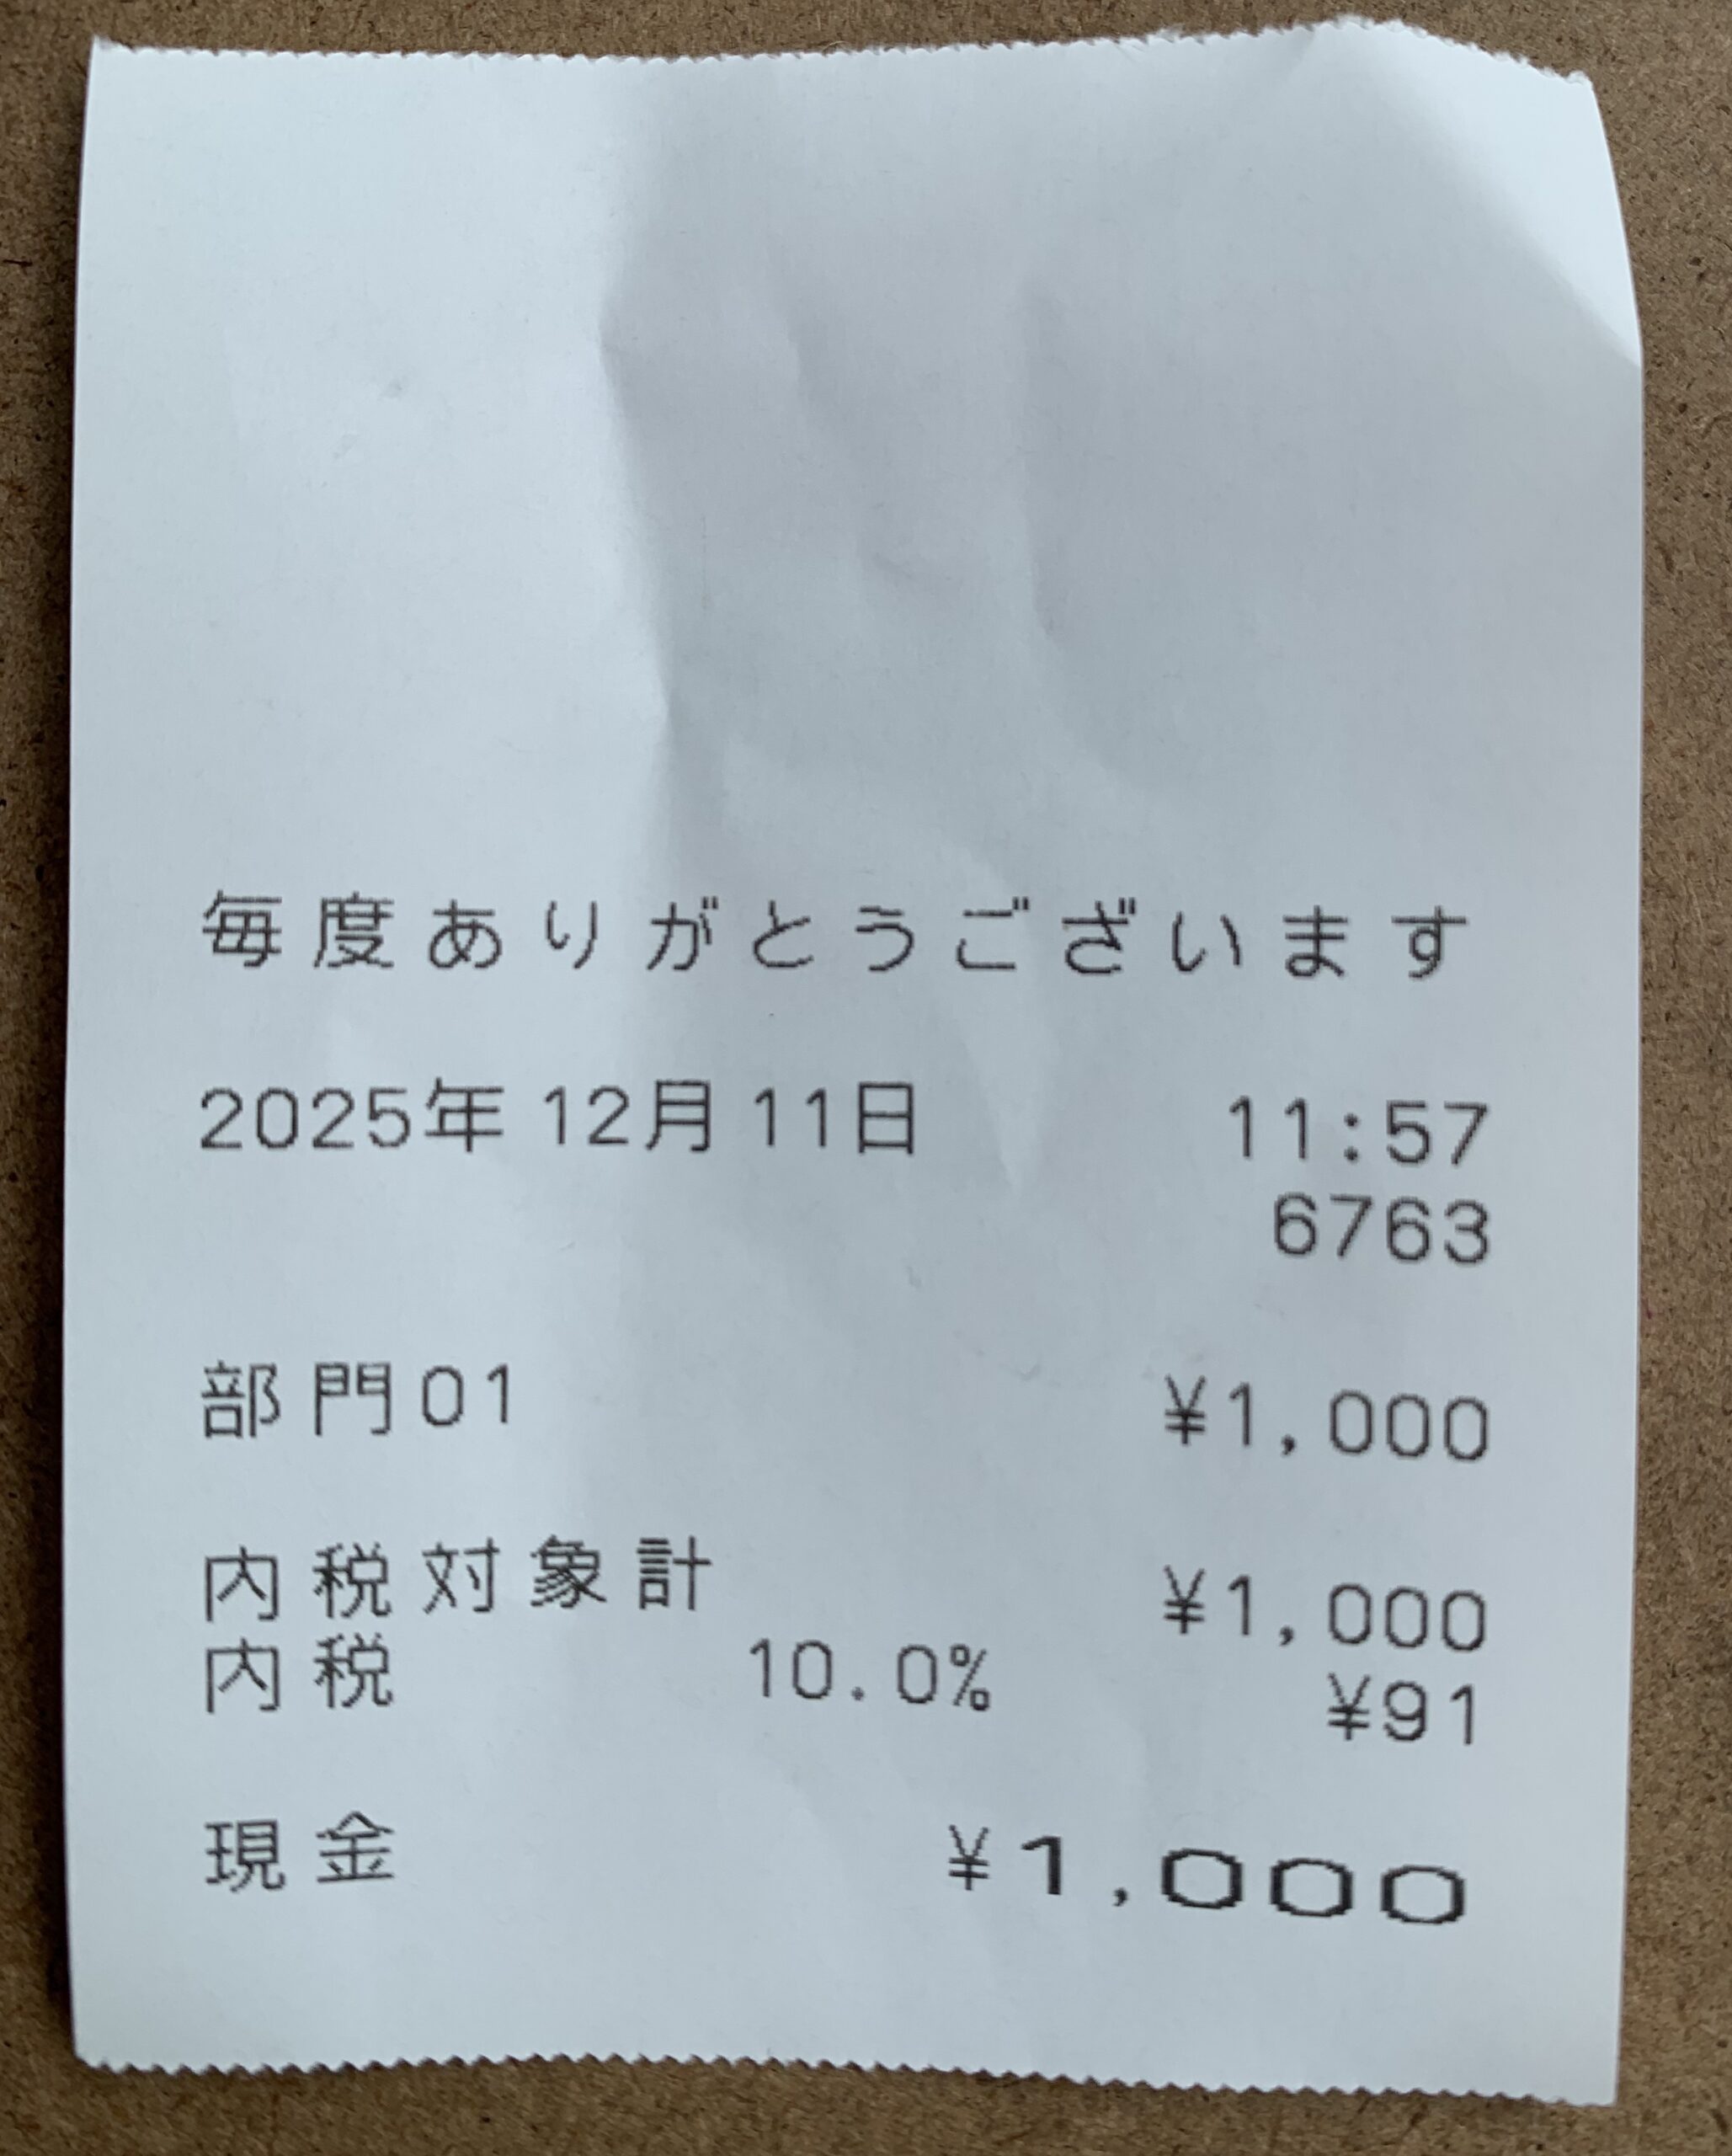 毎度ありがとうございます
2025年12月11日 11:57
6763
部門01 ¥1,000
内税対象計 ¥1,000
内税 10.0% ¥91
現金 ¥1,000